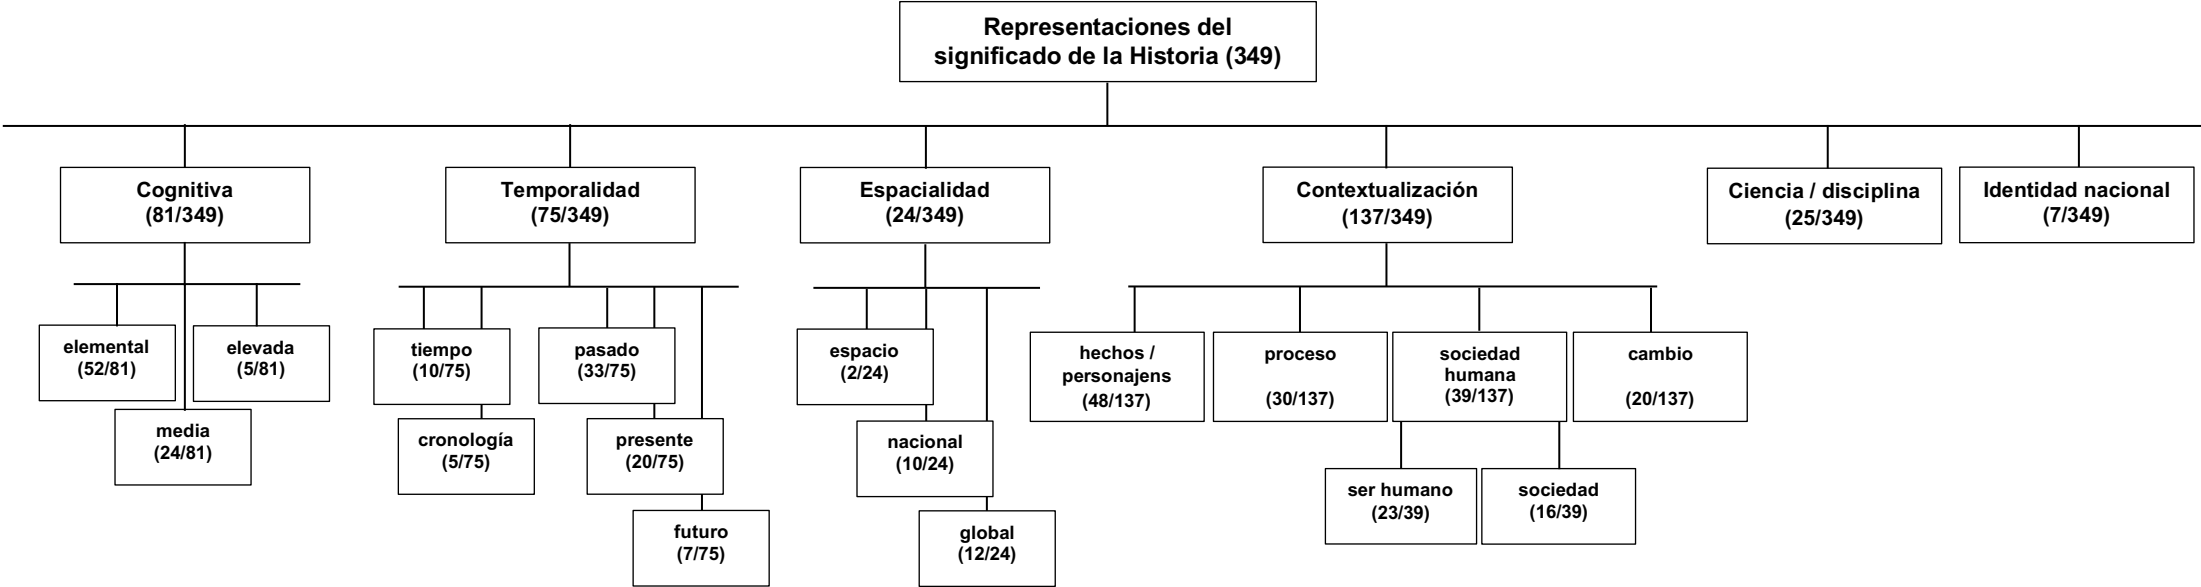 Representaciones del
significado de la Historia (349)
Cognitiva
(81/349)
Temporalidad
(75/349)
Espacialidad
(24/349)
Contextualización
(137/349)
Ciencia / disciplina
(25/349)
Identidad nacional
(7/349)
elemental
(52/81)
elevada
(5/81)
media
(24/81)
tiempo
(10/75)
pasado
(33/75)
cronología
(5/75)
presente
(20/75)
futuro
(7/75)
espacio
(2/24)
nacional
(10/24)
global
(12/24)
hechos /
personajens
(48/137)
proceso
(30/137)
sociedad
humana
(39/137)
cambio
(20/137)
ser humano
(23/39)
sociedad
(16/39)